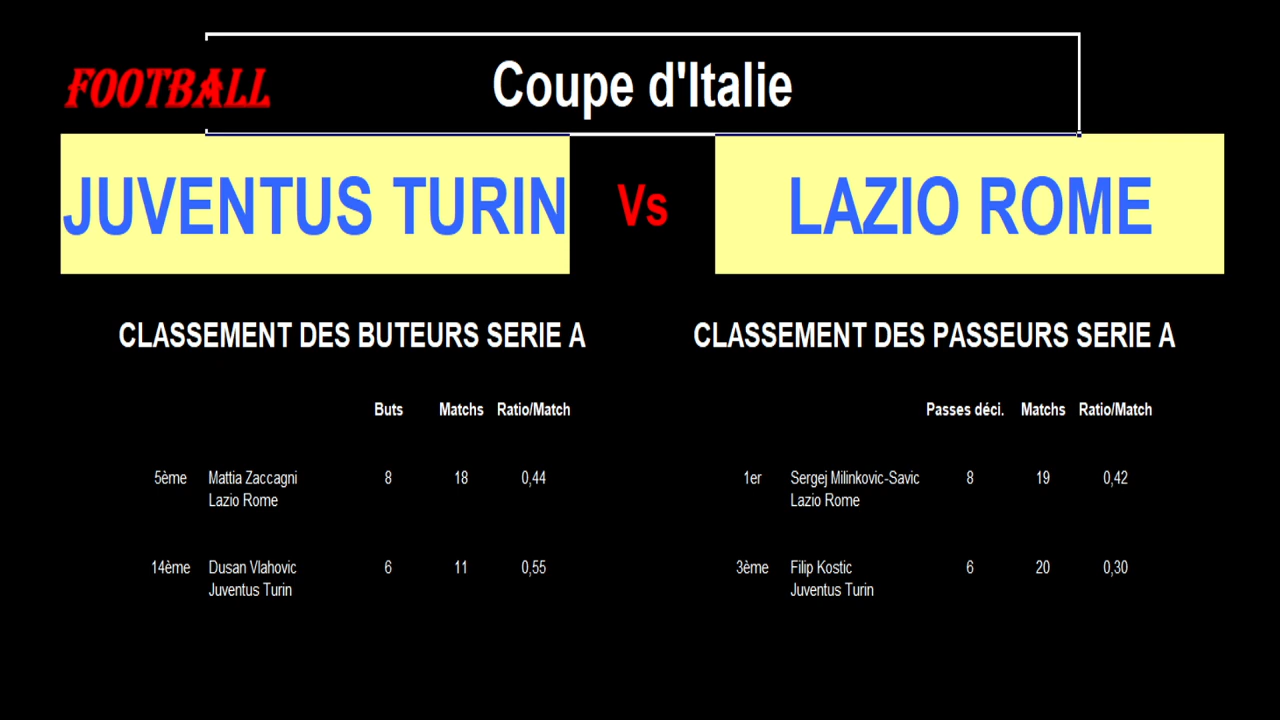 FOOTBALL
Coupe d'Italie
JUVENTUS TURIN
Vs
LAZIO ROME
CLASSEMENT DES BUTEURS SERIE A
Buts Matchs Ratio/Match
5ème Mattia Zaccagni 8 18 0,44
Lazio Rome
14ème Dusan Vlahovic 6 11 0,55
Juventus Turin
CLASSEMENT DES PASSEURS SERIE A
Passes déci. Matchs Ratio/Match
1er Sergej Milinkovic-Savic 8 19 0,42
Lazio Rome
3ème Filip Kostic 6 20 0,30
Juventus Turin